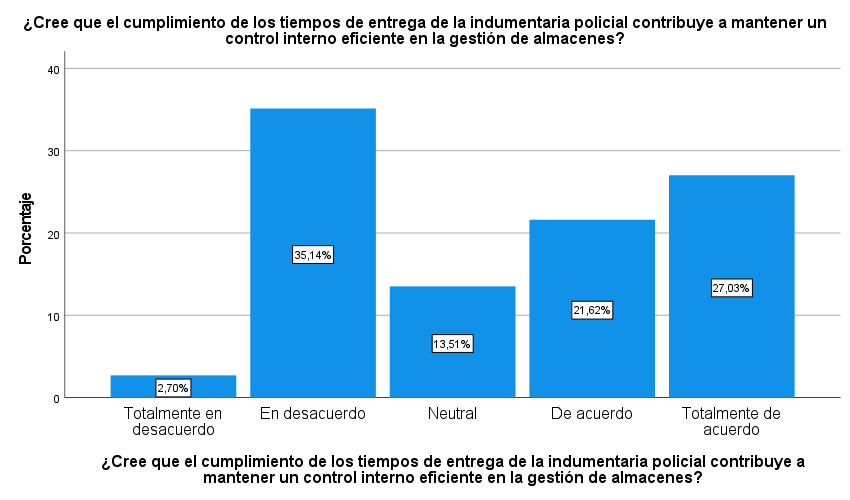 ¿Cree que el cumplimiento de los tiempos de entrega de la indumentaria policial contribuye a mantener un
control interno eficiente en la gestión de almacenes?
Porcentaje
40
30
20
10
0
2,70%
35,14%
13,51%
21,62%
27,03%
Totalmente en
desacuerdo
En desacuerdo
Neutral
De acuerdo
Totalmente de
acuerdo
¿Cree que el cumplimiento de los tiempos de entrega de la indumentaria policial contribuye a
mantener un control interno eficiente en la gestión de almacenes?